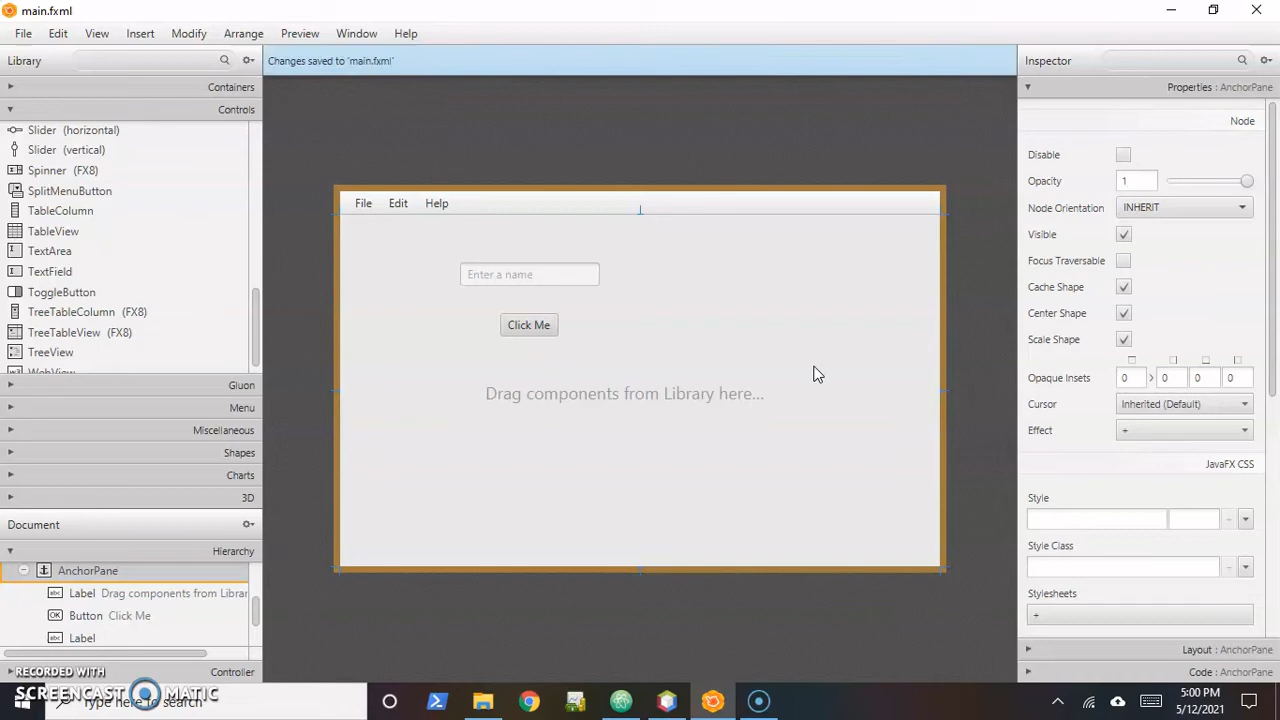 main.fxml
File Edit View Insert Modify Arrange Preview Window Help
Library
Changes saved to 'main.fxml'
Inspector
Containers
Controls
Slider (horizontal)
Slider (vertical)
Spinner (FX8)
SplitMenuButton
TableColumn
TableView
TextArea
TextField
ToggleButton
TreeTableColumn (FX8)
TreeTableView (FX8)
TreeView
WebView
Gluon
Menu
Miscellaneous
Shapes
Charts
3D
Document
Hierarchy
AnchorPane
Label Drag components from Librar
Button Click Me
Label
Controller
File Edit Help
Enter a name
Click Me
Drag components from Library here...
Properties : AnchorPane
Node
Disable
Opacity 1
Node Orientation INHERIT
Visible
Focus Traversable
Cache Shape
Center Shape
Scale Shape
Opaque Insets 0 0 0 0
Cursor Inherited (Default)
Effect +
JavaFX CSS
Style
Style Class
Stylesheets
+
Layout : AnchorPane
Code : AnchorPane
RECORDED WITH
SCREENCAST MATIC
Type here to search
5:00 PM
5/12/2021